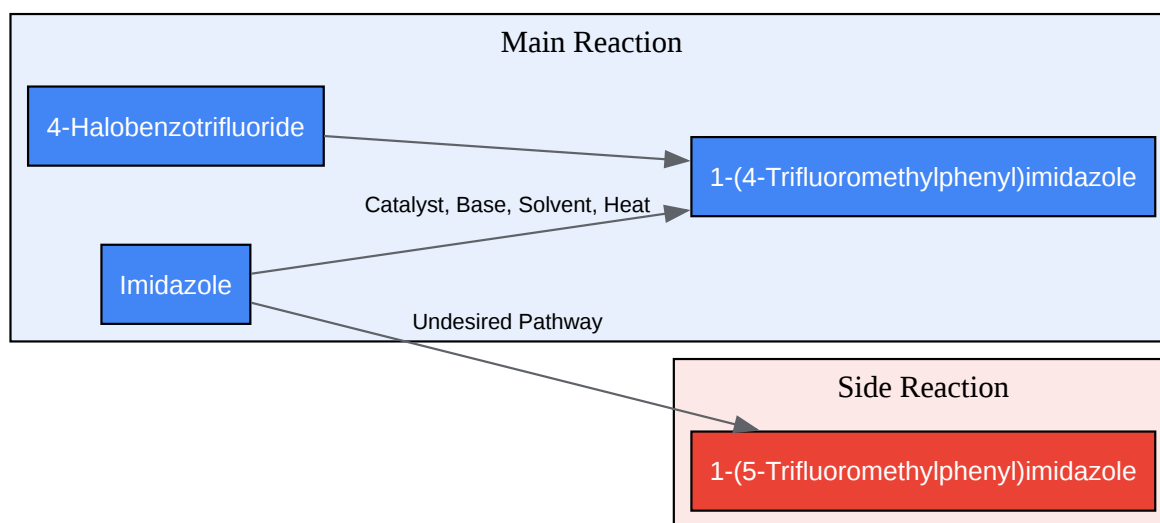 Main Reaction
4-Halobenzotrifluoride
1-(4-Trifluoromethylphenyl)imidazole
Catalyst, Base, Solvent, Heat
Imidazole
Undesired Pathway
Side Reaction
1-(5-Trifluoromethylphenyl)imidazole